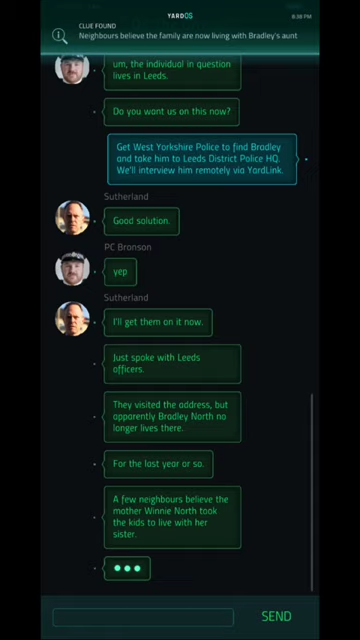 YARDOS
8:38 PM
CLUE FOUND
Neighbours believe the family are now living with Bradley's aunt
um, the individual in question
lives in Leeds.
Do you want us on this now?
Get West Yorkshire Police to find Bradley
and take him to Leeds District Police HQ.
We'll interview him remotely via YardLink.
Sutherland
Good solution.
PC Bronson
yep
Sutherland
I'll get them on it now.
Just spoke with Leeds
officers.
They visited the address, but
apparently Bradley North no
longer lives there.
For the last year or so.
A few neighbours believe the
mother Winnie North took
the kids to live with her
sister.
SEND